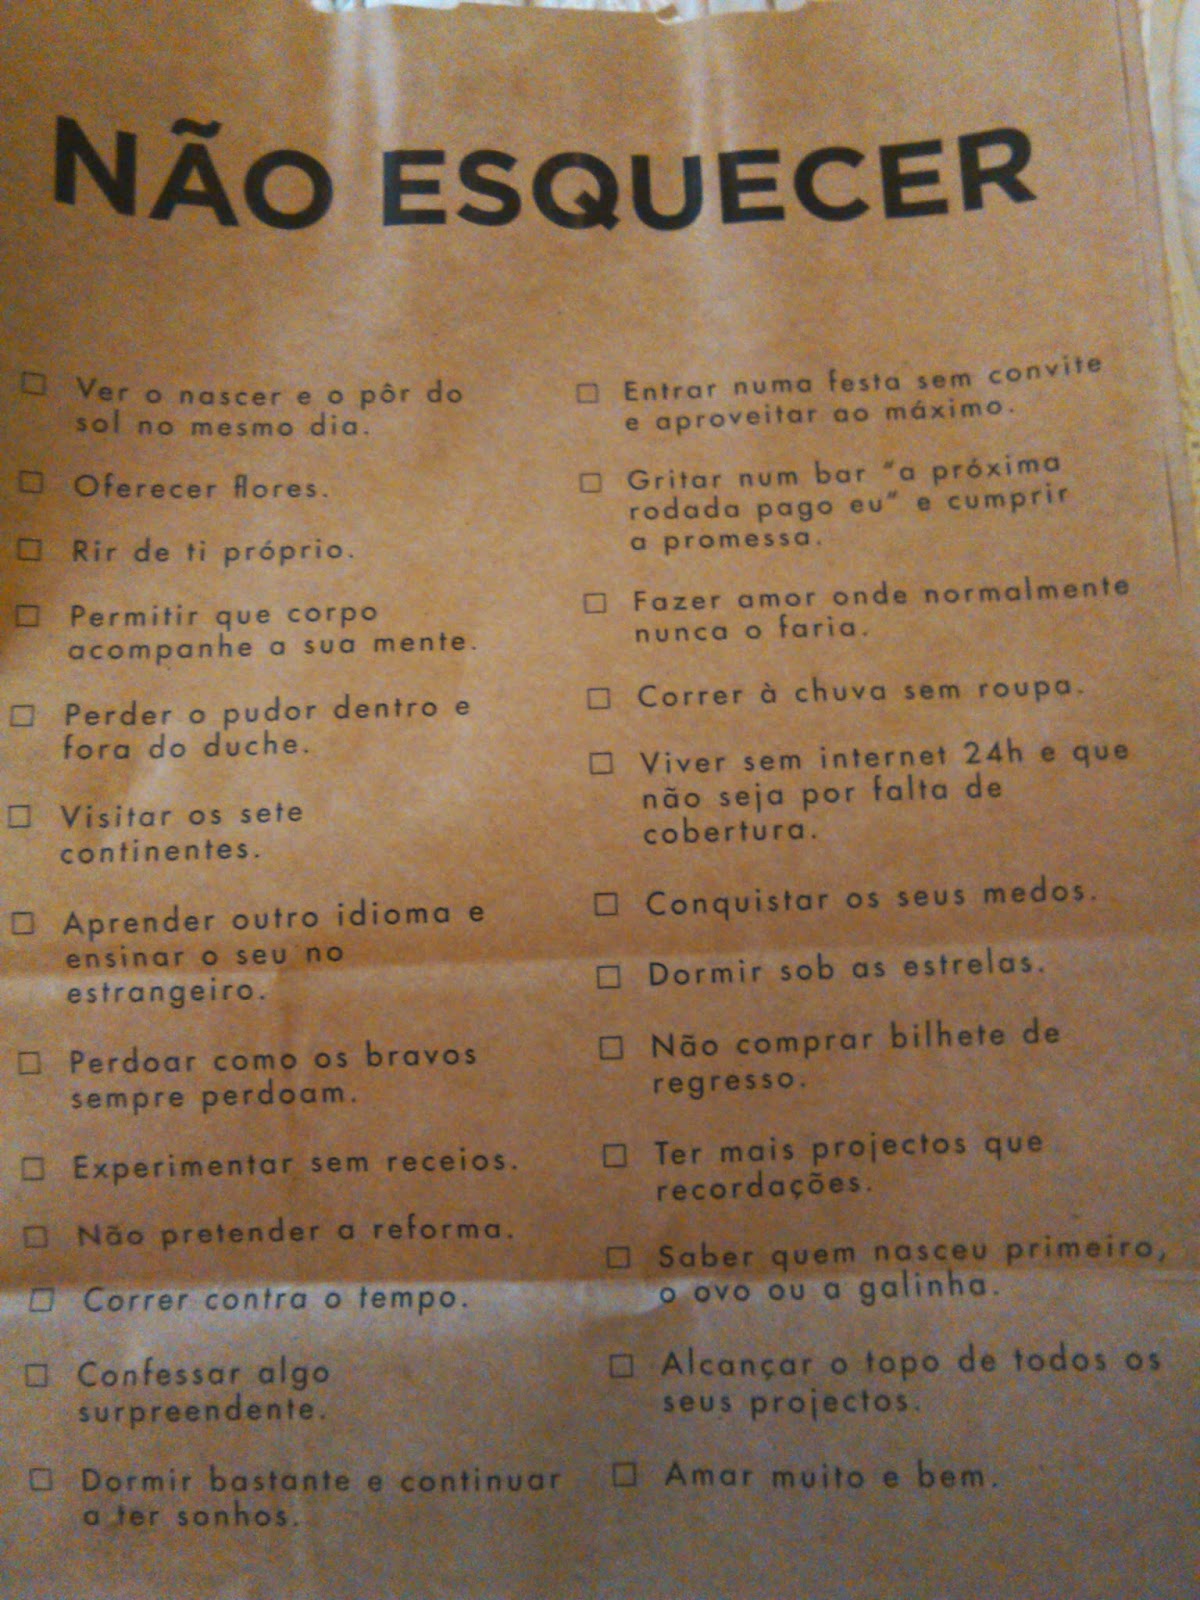 NÃO ESQUECER
Ver o nascer e o pôr do
sol no mesmo dia.
Oferecer flores.
Rir de ti próprio.
Permitir que corpo
acompanhe a sua mente.
Perder o pudor dentro e
fora do duche.
Visitar os sete
continentes.
Aprender outro idioma e
ensinar o seu no
estrangeiro.
Perdoar como os bravos
sempre perdoam.
Experimentar sem receios.
Não pretender a reforma.
Correr contra o tempo.
Confessar algo
surpreendente.
Dormir bastante e continuar
a ter sonhos.
Entrar numa festa sem convite
e aproveitar ao máximo.
Gritar num bar “a próxima
rodada pago eu” e cumprir
a promessa.
Fazer amor onde normalmente
nunca o faria.
Correr à chuva sem roupa.
Viver sem internet 24h e que
não seja por falta de
cobertura.
Conquistar os seus medos.
Dormir sob as estrelas.
Não comprar bilhete de
regresso.
Ter mais projectos que
recordações.
Saber quem nasceu primeiro,
o ovo ou a galinha.
Alcançar o topo de todos os
seus projectos.
Amar muito e bem.